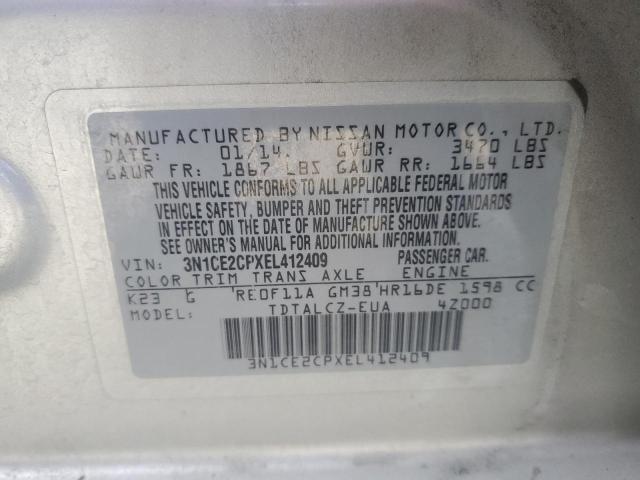 MANUFACTURED BY NISSAN MOTOR CO., LTD.
DATE: 01/14 GVWR: 3470 LBS
GAWR FR: 1867 LBS GAWR RR: 1664 LBS
THIS VEHICLE CONFORMS TO ALL APPLICABLE FEDERAL MOTOR
VEHICLE SAFETY, BUMPER AND THEFT PREVENTION STANDARDS
IN EFFECT ON THE DATE OF MANUFACTURE SHOWN ABOVE.
SEE OWNER'S MANUAL FOR ADDITIONAL INFORMATION.
VIN: 3N1CE2CPXEL412409 PASSENGER CAR.
COLOR TRIM TRANS AXLE ENGINE
K23 G RE0F11A GM38 HR16DE 1598 CC
MODEL: TDTALCZ-EUA 4Z000
3N1CE2CPXEL412409